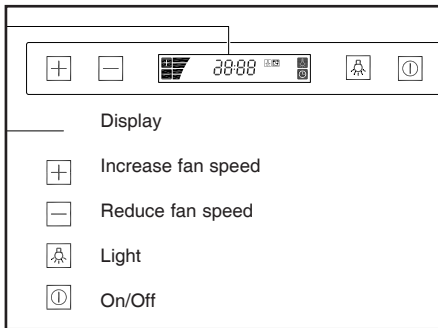 + − 88:88
Display
+ Increase fan speed
− Reduce fan speed
Light
On/Off